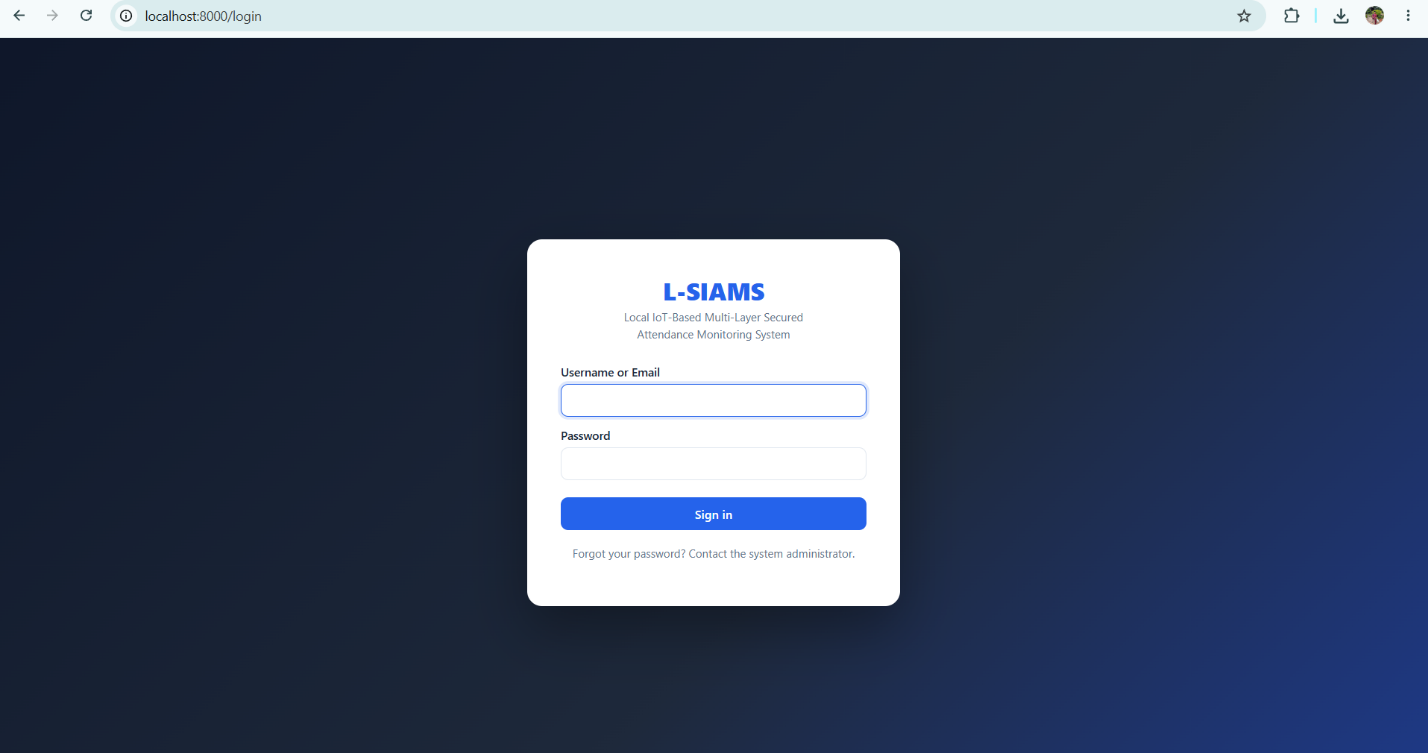 localhost:8000/login
L-SIAMS
Local IoT-Based Multi-Layer Secured
Attendance Monitoring System
Username or Email
Password
Sign in
Forgot your password? Contact the system administrator.